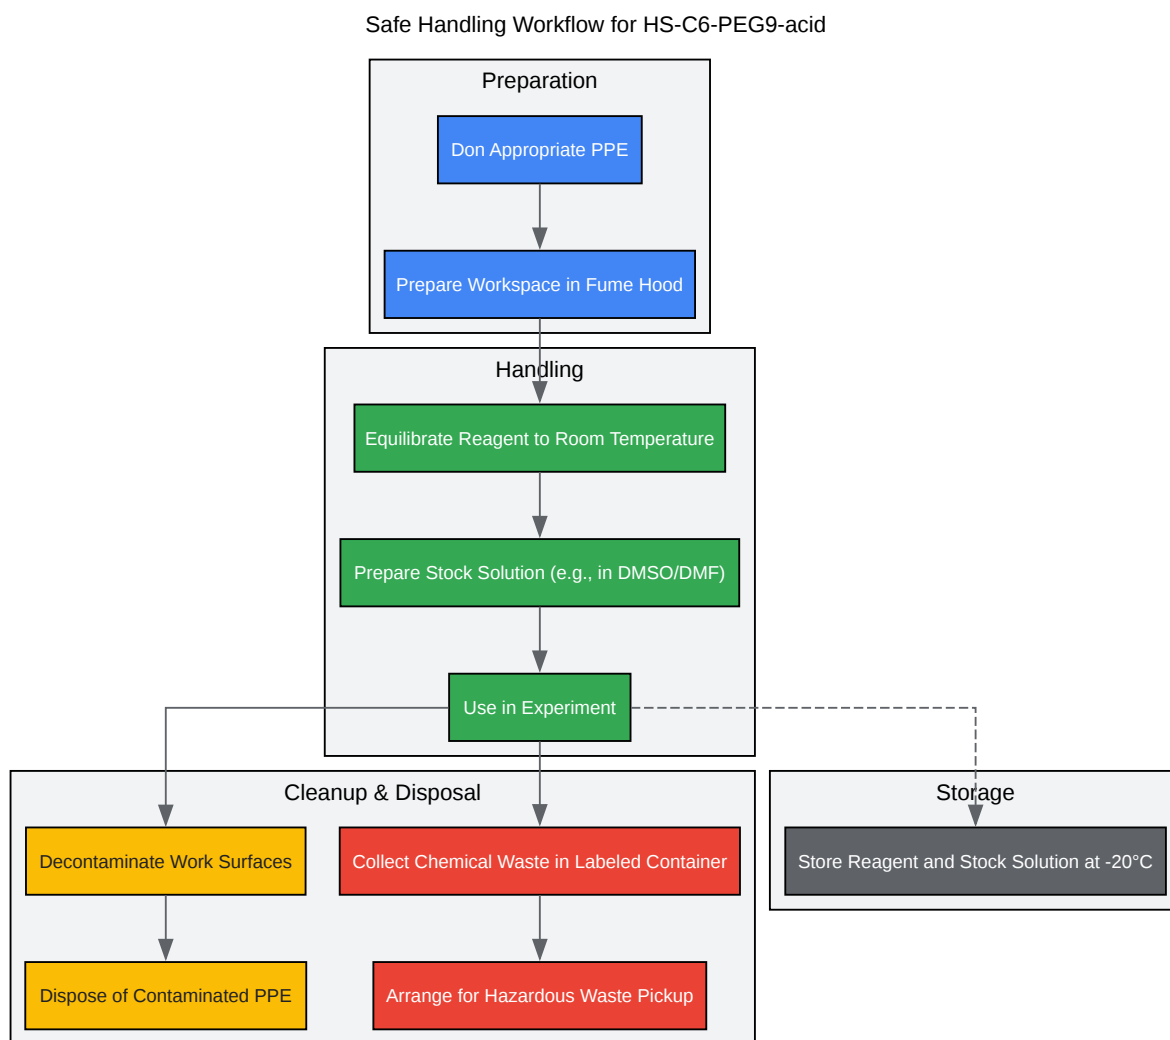 Safe Handling Workflow for HS-C6-PEG9-acid
Preparation
Don Appropriate PPE
Prepare Workspace in Fume Hood
Handling
Equilibrate Reagent to Room Temperature
Prepare Stock Solution (e.g., in DMSO/DMF)
Use in Experiment
Cleanup & Disposal
Storage
Decontaminate Work Surfaces
Collect Chemical Waste in Labeled Container
Store Reagent and Stock Solution at -20°C
Dispose of Contaminated PPE
Arrange for Hazardous Waste Pickup